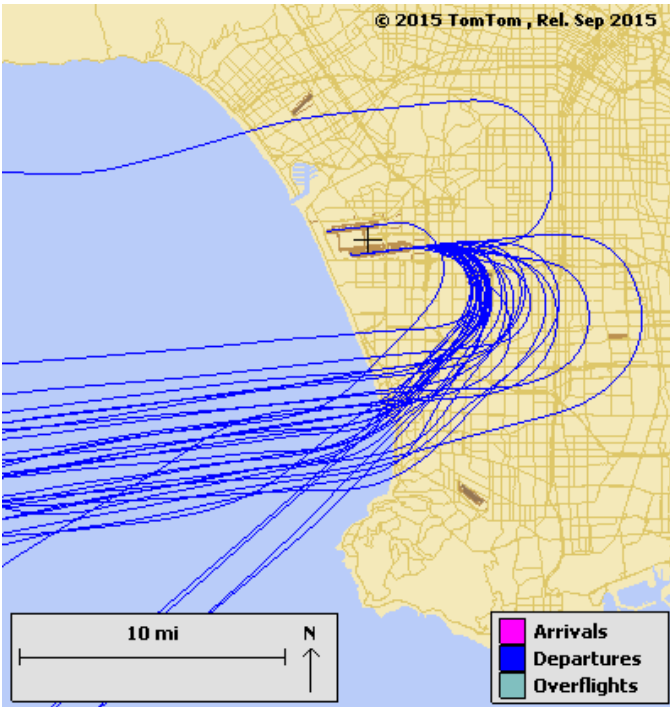 © 2015 TomTom , Rel. Sep 2015
10 mi
N
Arrivals
Departures
Overflights